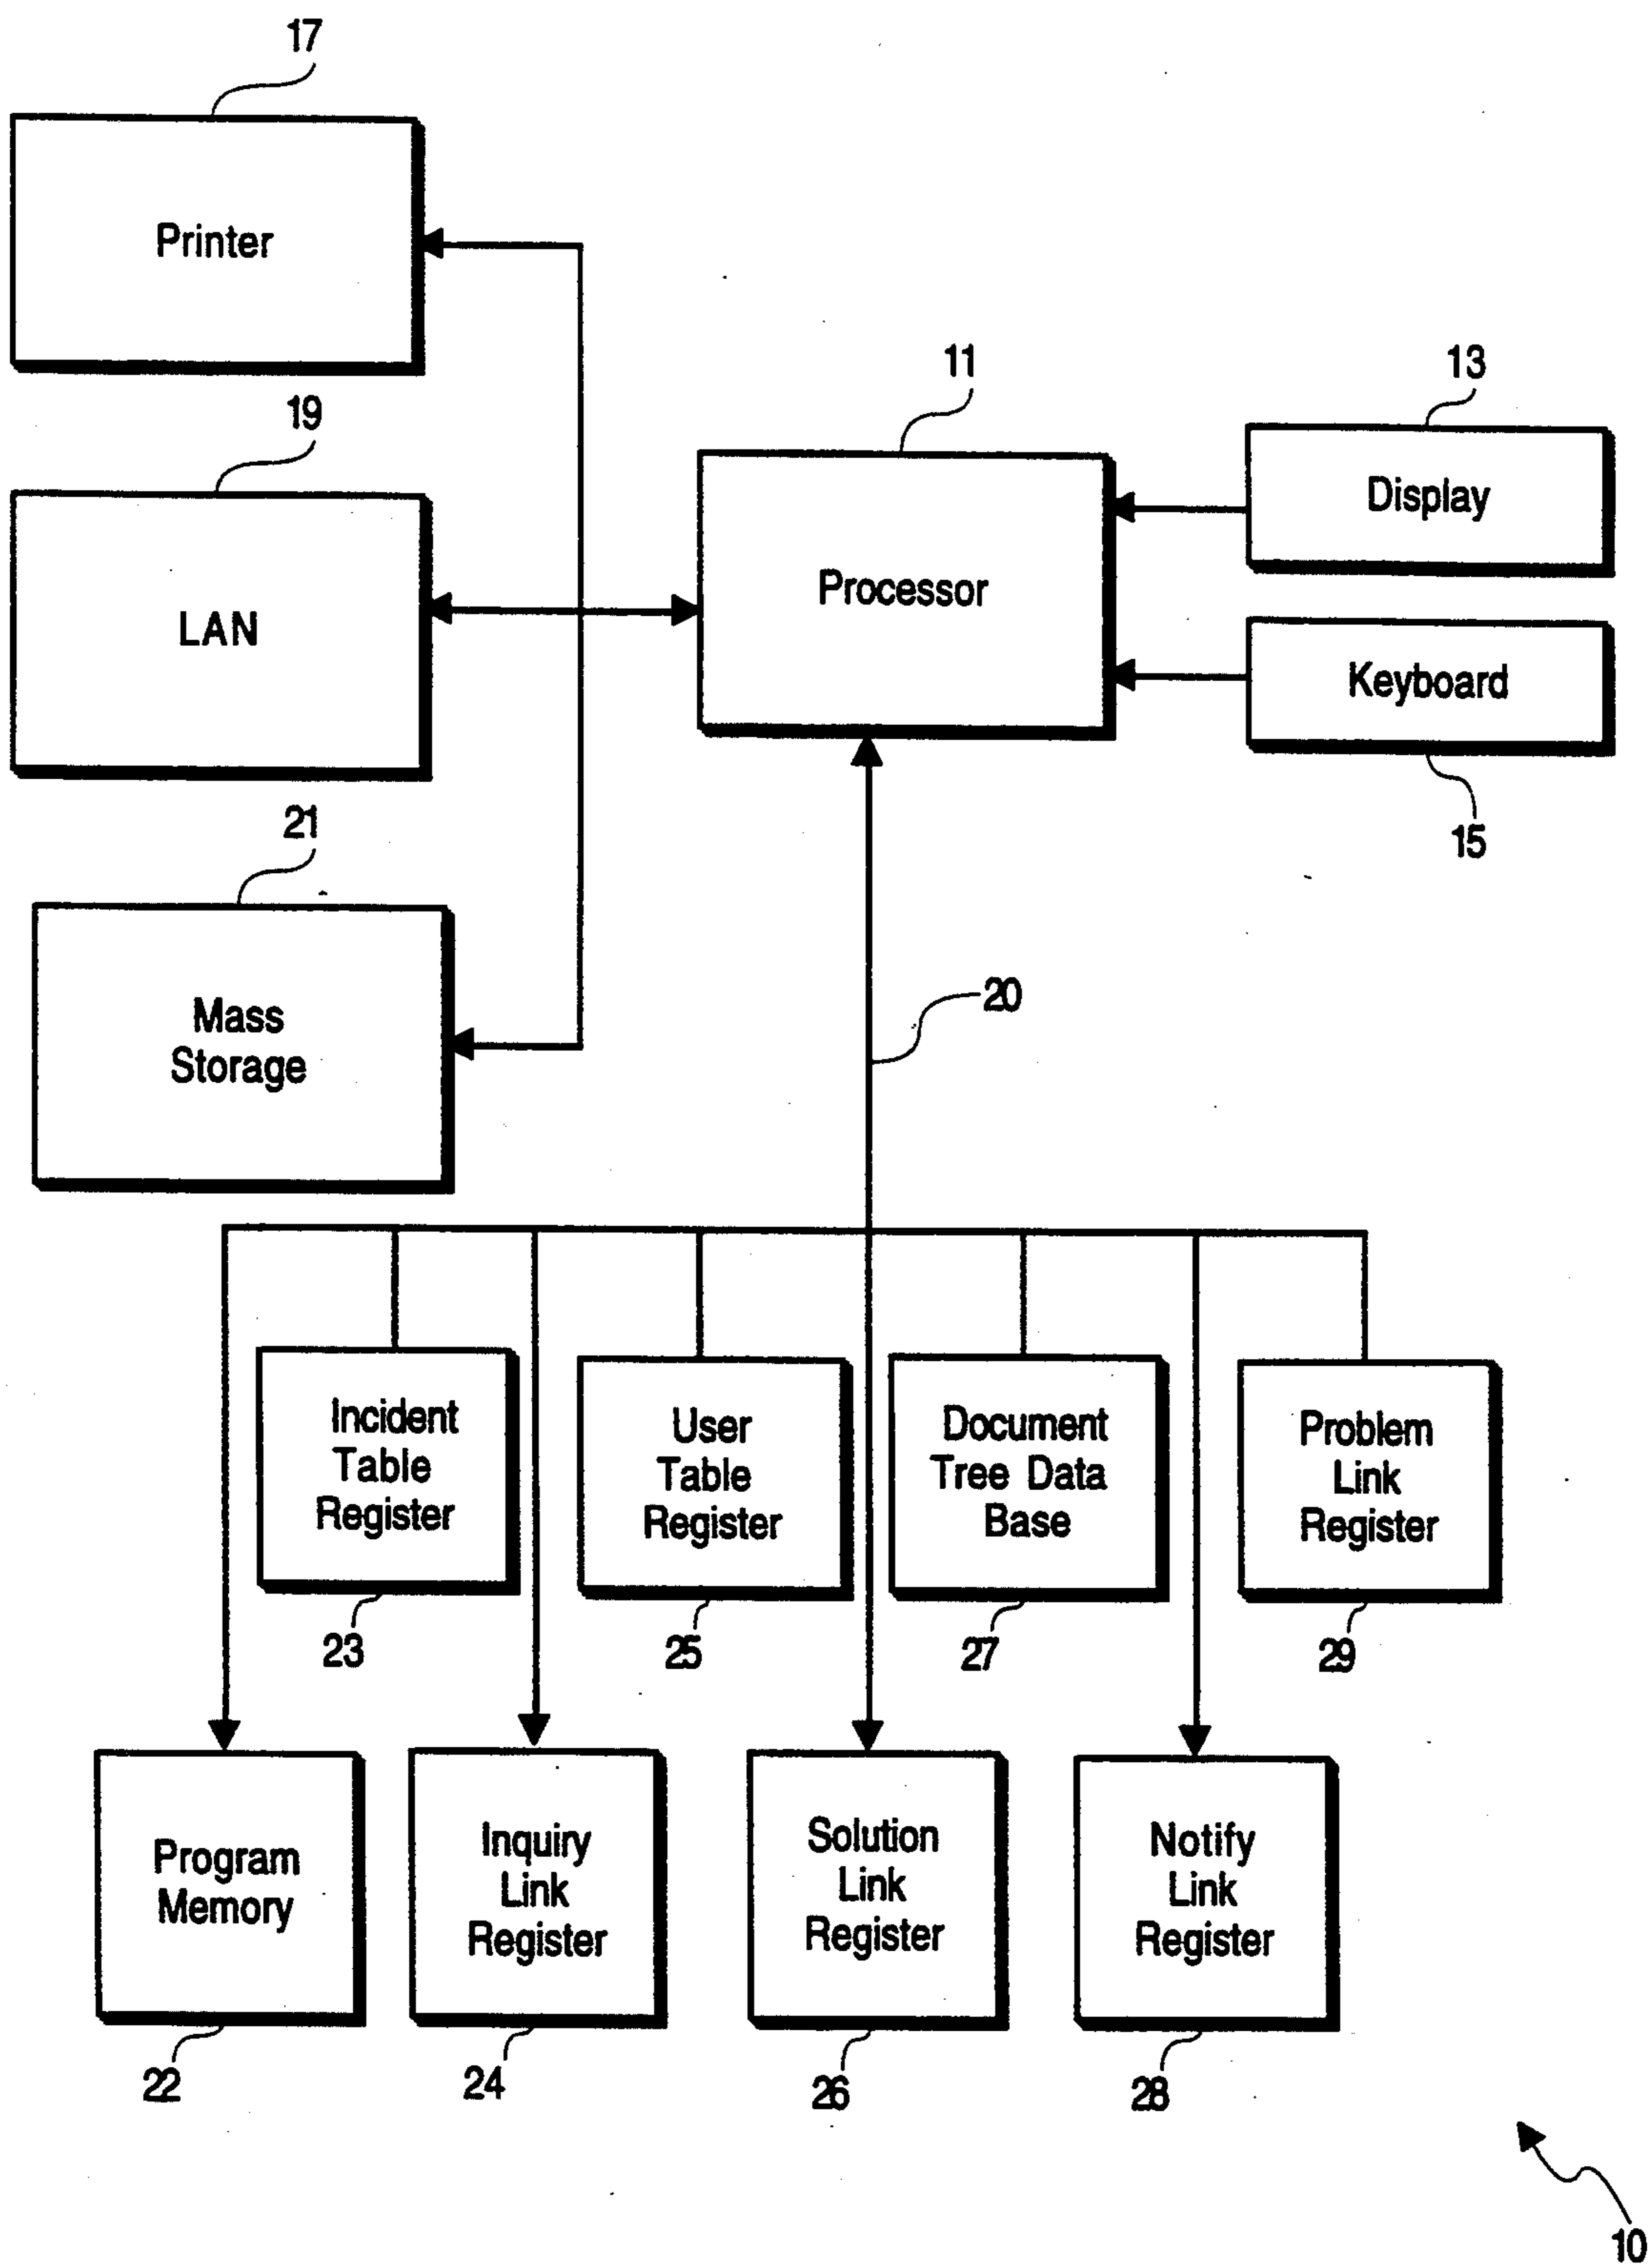 17
Printer
19
LAN
21
Mass
Storage
11
Processor
13
Display
Keyboard
15
20
Incident
Table
Register
23
User
Table
Register
25
Document
Tree Data
Base
27
Problem
Link
Register
29
Program
Memory
22
Inquiry
Link
Register
24
Solution
Link
Register
26
Notify
Link
Register
28
10